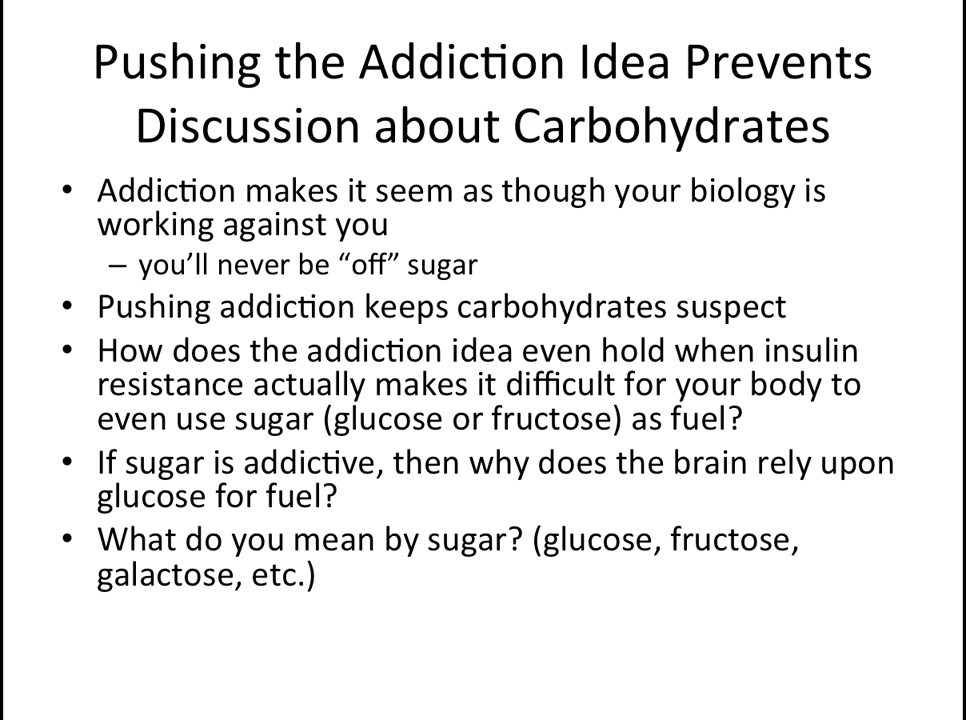 Pushing the Addiction Idea Prevents
Discussion about Carbohydrates
• Addiction makes it seem as though your biology is
working against you
– you’ll never be “off” sugar
• Pushing addiction keeps carbohydrates suspect
• How does the addiction idea even hold when insulin
resistance actually makes it difficult for your body to
even use sugar (glucose or fructose) as fuel?
• If sugar is addictive, then why does the brain rely upon
glucose for fuel?
• What do you mean by sugar? (glucose, fructose,
galactose, etc.)